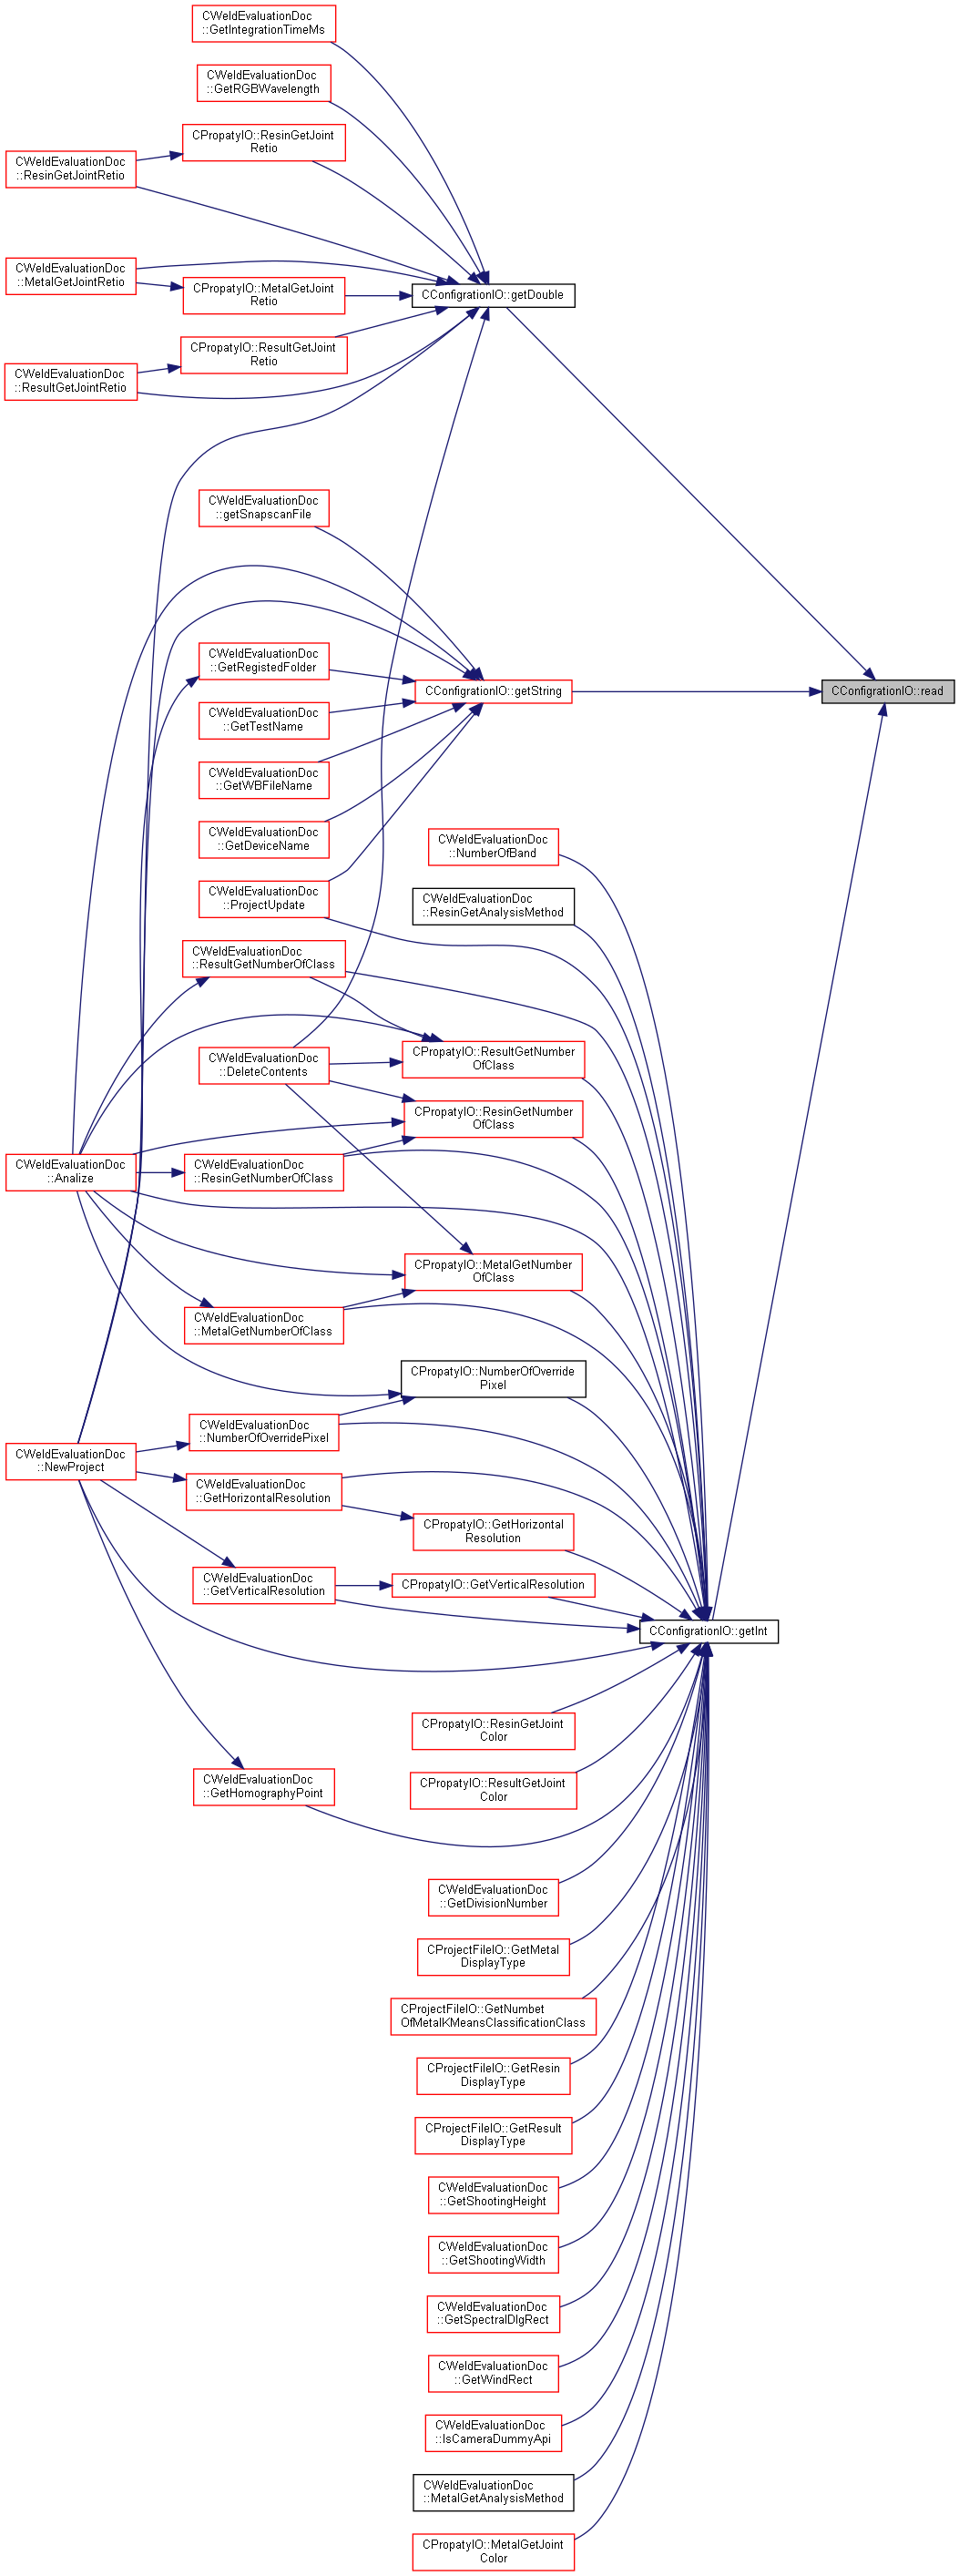 CWeldEvaluationDoc
::GetIntegrationTimeMs
CWeldEvaluationDoc
::GetRGBWavelength
CPropatyIO::ResinGetJoint
Retio
CWeldEvaluationDoc
::ResinGetJointRetio
CWeldEvaluationDoc
::MetalGetJointRetio
CPropatyIO::MetalGetJoint
Retio
CConfigrationIO::getDouble
CPropatyIO::ResultGetJoint
Retio
CWeldEvaluationDoc
::ResultGetJointRetio
CWeldEvaluationDoc
::getSnapscanFile
CWeldEvaluationDoc
::GetRegistedFolder
CConfigrationIO::getString
CConfigrationIO::read
CWeldEvaluationDoc
::GetTestName
CWeldEvaluationDoc
::GetWBFileName
CWeldEvaluationDoc
::GetDeviceName
CWeldEvaluationDoc
::NumberOfBand
CWeldEvaluationDoc
::ProjectUpdate
CWeldEvaluationDoc
::ResinGetAnalysisMethod
CWeldEvaluationDoc
::ResultGetNumberOfClass
CWeldEvaluationDoc
::DeleteContents
CPropatyIO::ResultGetNumber
OfClass
CPropatyIO::ResinGetNumber
OfClass
CWeldEvaluationDoc
::Analize
CWeldEvaluationDoc
::ResinGetNumberOfClass
CPropatyIO::MetalGetNumber
OfClass
CWeldEvaluationDoc
::MetalGetNumberOfClass
CPropatyIO::NumberOfOverride
Pixel
CWeldEvaluationDoc
::NumberOfOverridePixel
CWeldEvaluationDoc
::NewProject
CWeldEvaluationDoc
::GetHorizontalResolution
CPropatyIO::GetHorizontal
Resolution
CWeldEvaluationDoc
::GetVerticalResolution
CPropatyIO::GetVerticalResolution
CConfigrationIO::getInt
CPropatyIO::ResinGetJoint
Color
CWeldEvaluationDoc
::GetHomographyPoint
CPropatyIO::ResultGetJoint
Color
CWeldEvaluationDoc
::GetDivisionNumber
CProjectFileIO::GetMetal
DisplayType
CProjectFileIO::GetNumbet
OfMetalKMeansClassificationClass
CProjectFileIO::GetResin
DisplayType
CProjectFileIO::GetResult
DisplayType
CWeldEvaluationDoc
::GetShootingHeight
CWeldEvaluationDoc
::GetShootingWidth
CWeldEvaluationDoc
::GetSpectralDlgRect
CWeldEvaluationDoc
::GetWindRect
CWeldEvaluationDoc
::IsCameraDummyApi
CWeldEvaluationDoc
::MetalGetAnalysisMethod
CPropatyIO::MetalGetJoint
Color